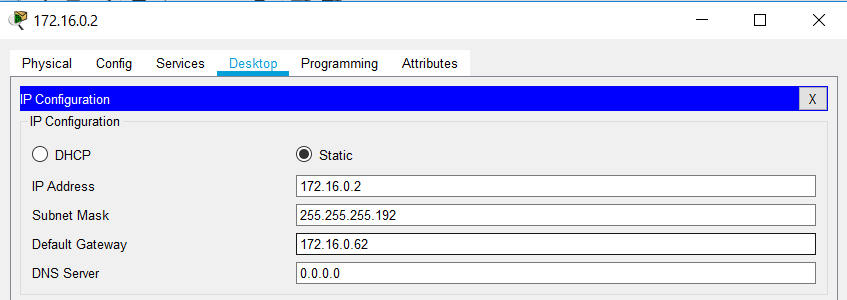 172.16.0.2
Physical Config Services Desktop Programming Attributes
IP Configuration X
IP Configuration
DHCP Static
IP Address 172.16.0.2
Subnet Mask 255.255.255.192
Default Gateway 172.16.0.62
DNS Server 0.0.0.0